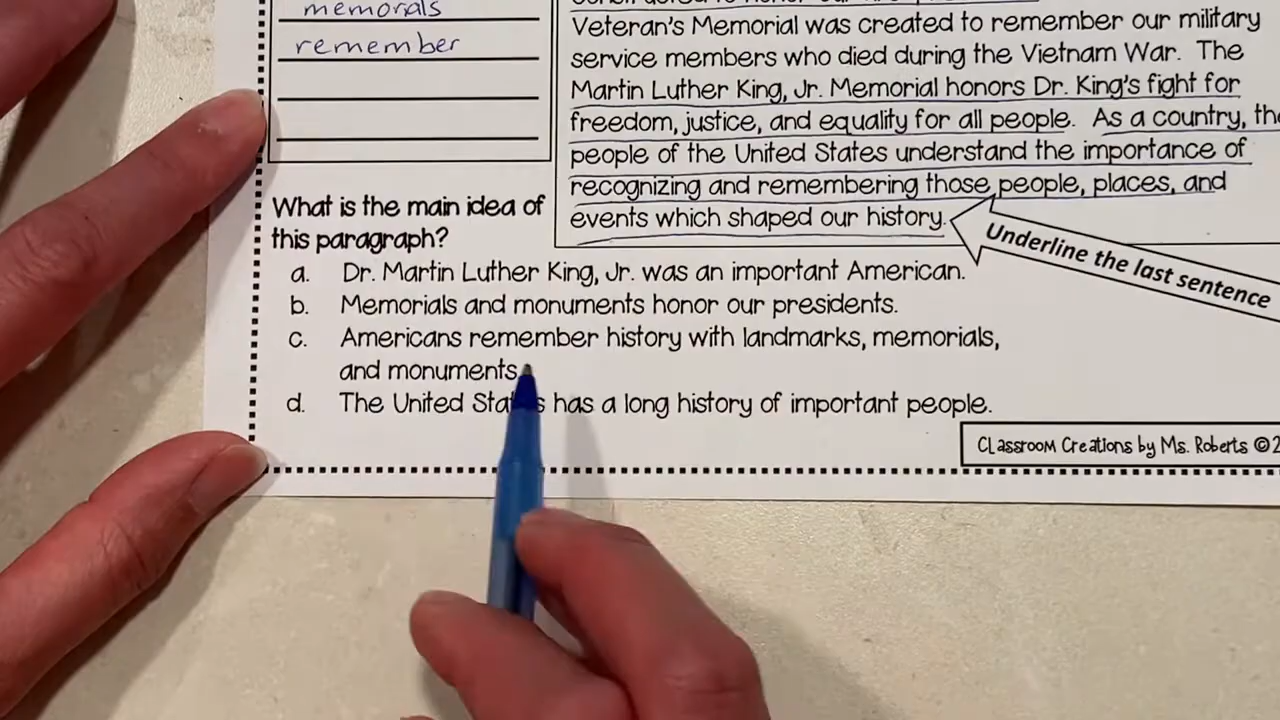 memorals
remember
Veteran's Memorial was created to remember our military
service members who died during the Vietnam War. The
Martin Luther King, Jr. Memorial honors Dr. King's fight for
freedom, justice, and equality for all people. As a country, the
people of the United States understand the importance of
recognizing and remembering those people, places, and
events which shaped our history.
Underline the last sentence
What is the main idea of
this paragraph?
a. Dr. Martin Luther King, Jr. was an important American.
b. Memorials and monuments honor our presidents.
c. Americans remember history with landmarks, memorials,
and monuments.
d. The United States has a long history of important people.
Classroom Creations by Ms. Roberts ©2